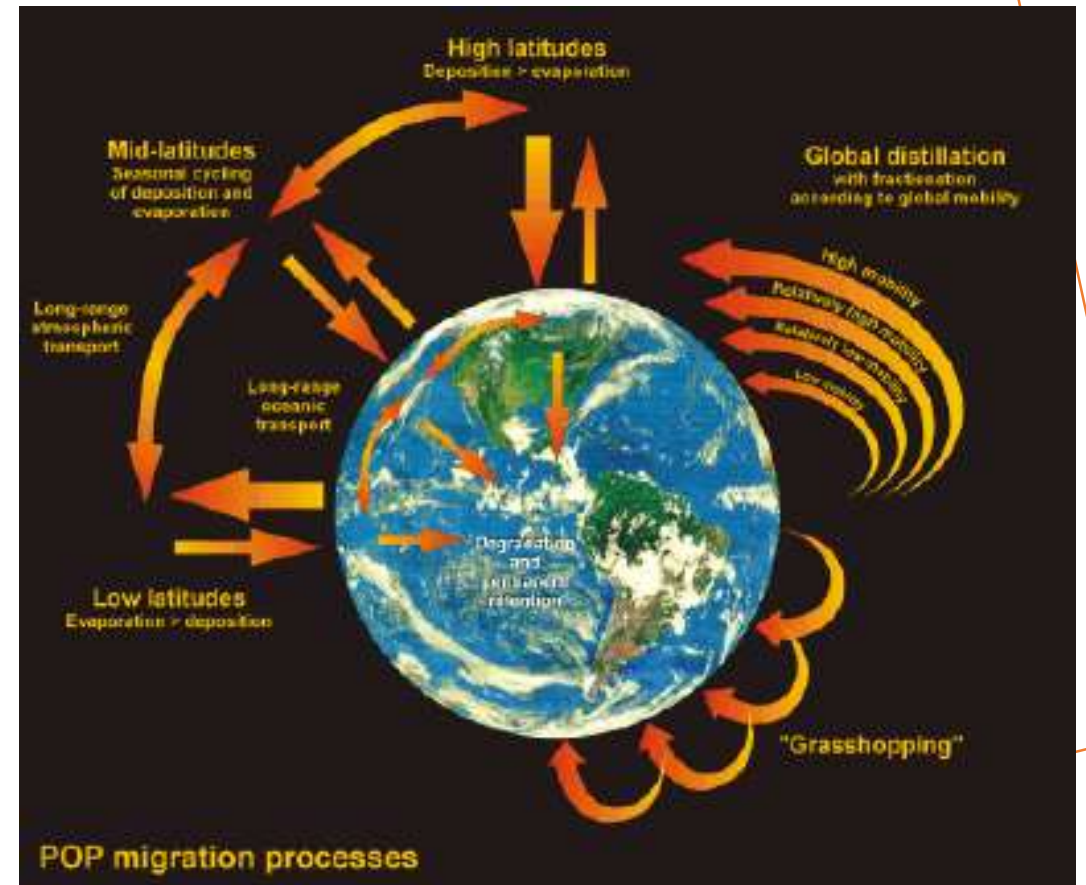 High latitudes
Deposition > evaporation
Mid-latitudes
Seasonal cycling
of deposition and
evaporation
Global distillation
with fractionation
according to global mobility
High mobility
Relatively high mobility
Relatively low mobility
Low mobility
Long-range
atmospheric
transport
Long-range
oceanic
transport
Degradation
and
permanent
retention
Low latitudes
Evaporation > deposition
"Grasshopping"
POP migration processes